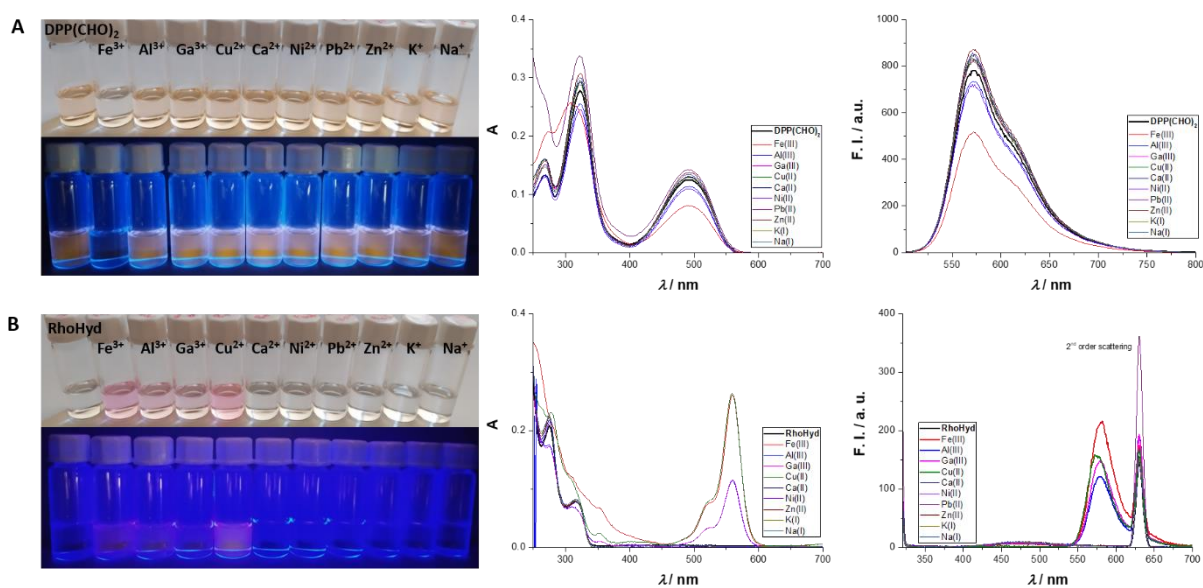 A
DPP(CHO)₂
Fe³⁺ Al³⁺ Ga³⁺ Cu²⁺ Ca²⁺ Ni²⁺ Pb²⁺ Zn²⁺ K⁺ Na⁺
0.4
0.3
0.2
0.1
0.0
A
300 400 500 600 700
λ / nm
DPP(CHO)₂
Fe(III)
Al(III)
Ga(III)
Cu(II)
Ca(II)
Ni(II)
Pb(II)
Zn(II)
K(I)
Na(I)
1000
800
600
400
200
0
F. I. / a.u.
575 650 725 800
λ / nm
DPP(CHO)₂
Fe(III)
Al(III)
Ga(III)
Cu(II)
Ca(II)
Ni(II)
Pb(II)
Zn(II)
K(I)
Na(I)
B
RhoHyd
Fe³⁺ Al³⁺ Ga³⁺ Cu²⁺ Ca²⁺ Ni²⁺ Pb²⁺ Zn²⁺ K⁺ Na⁺
0.4
0.2
0.0
A
300 400 500 600 700
λ / nm
RhoHyd
Fe(III)
Al(III)
Ga(III)
Cu(II)
Ca(II)
Ni(II)
Zn(II)
K(I)
Na(I)
400
300
200
100
0
F. I. / a. u.
350 400 450 500 550 600 650 700
λ / nm
2ⁿᵈ order scattering
RhoHyd
Fe(III)
Al(III)
Ga(III)
Cu(II)
Ca(II)
Ni(II)
Pb(II)
Zn(II)
K(I)
Na(I)